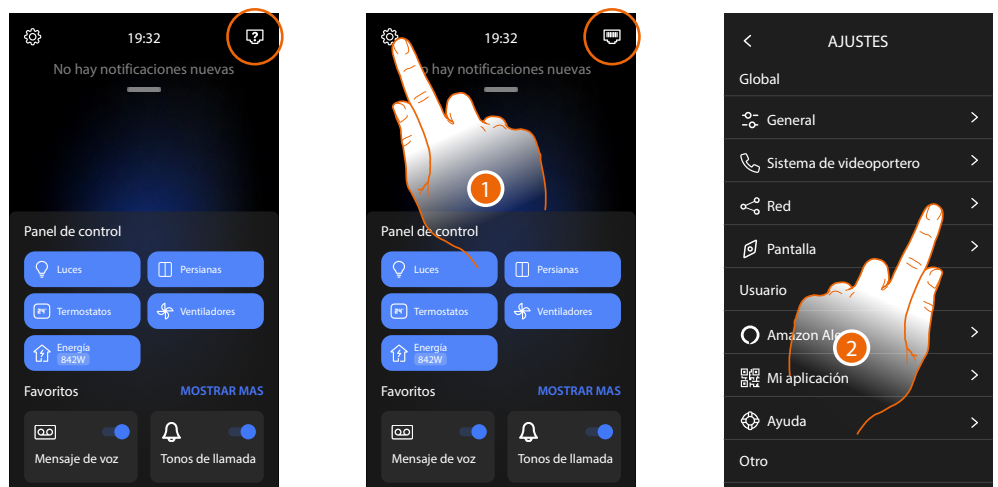 19:32
No hay notificaciones nuevas
Panel de control
Luces
Persianas
Termostatos
Ventiladores
Energía
842W
Favoritos
MOSTRAR MAS
Mensaje de voz
Tonos de llamada
19:32
o hay notificaciones nuevas
1
Panel de control
Luces
Persianas
Termostatos
Ventiladores
Energía
842W
Favoritos
MOSTRAR MAS
Mensaje de voz
Tonos de llamada
AJUSTES
Global
General
Sistema de videoportero
Red
Pantalla
Usuario
Amazon Ale
2
Mi aplicación
Ayuda
Otro